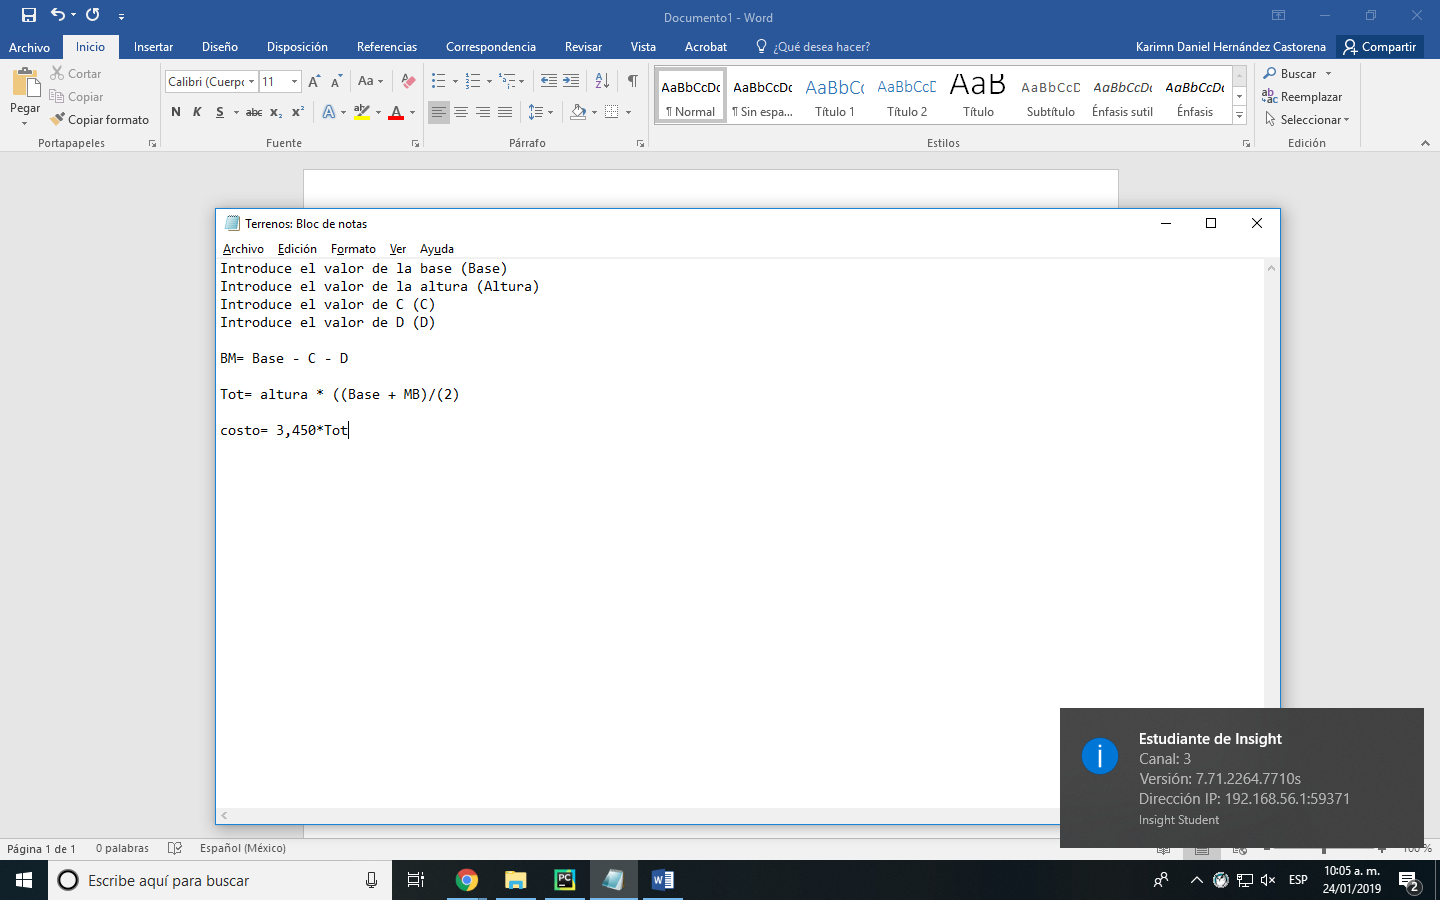 Documento1 - Word
Archivo Inicio Insertar Diseño Disposición Referencias Correspondencia Revisar Vista Acrobat ¿Qué desea hacer? Karimn Daniel Hernández Castorena Compartir
Pegar
Cortar
Copiar
Copiar formato
Portapapeles
Calibri (Cuerpo 11
Aa
N K S abc x₂ x²
Fuente
Párrafo
AaBbCcDc AaBbCcDc AaBbCc AaBbCcD AaB AaBbCcD AaBbCcDc AaBbCcDc
¶ Normal ¶ Sin espa... Título 1 Título 2 Título Subtítulo Énfasis sutil Énfasis
Estilos
Buscar
Reemplazar
Seleccionar
Edición
Terrenos: Bloc de notas
Archivo Edición Formato Ver Ayuda
Introduce el valor de la base (Base)
Introduce el valor de la altura (Altura)
Introduce el valor de C (C)
Introduce el valor de D (D)
BM= Base - C - D
Tot= altura * ((Base + MB)/(2)
costo= 3,450*Tot
Estudiante de Insight
Canal: 3
Versión: 7.71.2264.7710s
Dirección IP: 192.168.56.1:59371
Insight Student
Página 1 de 1 0 palabras Español (México) 100 %
Escribe aquí para buscar
ESP
10:05 a. m.
24/01/2019
2